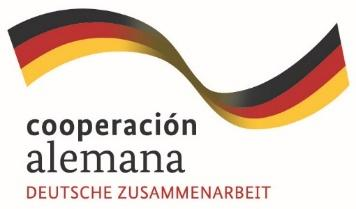 cooperación
alemana
DEUTSCHE ZUSAMMENARBEIT